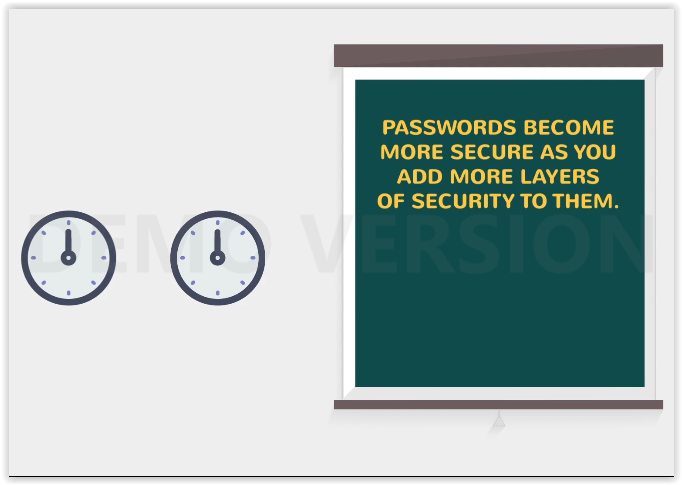 PASSWORDS BECOME
MORE SECURE AS YOU
ADD MORE LAYERS
OF SECURITY TO THEM.
DEMO VERSION